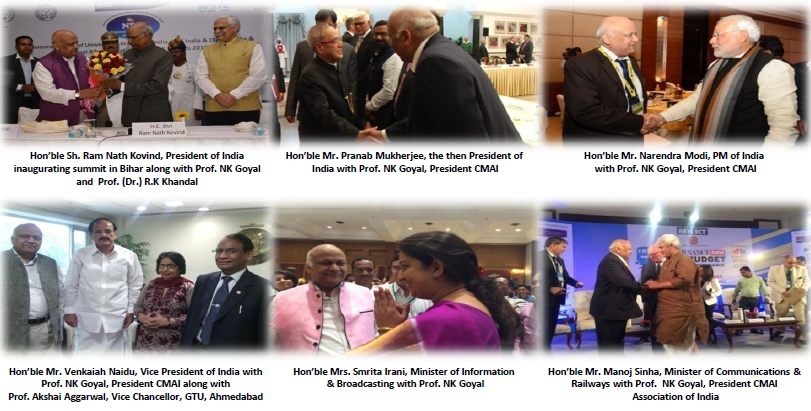 H.E. Shri
Ram Nath Kovind
Hon'ble Sh. Ram Nath Kovind, President of India
inaugurating summit in Bihar along with Prof. NK Goyal
and Prof. (Dr.) R.K Khandal
Hon'ble Mr. Pranab Mukherjee, the then President of
India with Prof. NK Goyal, President CMAI
Hon'ble Mr. Narendra Modi, PM of India
with Prof. NK Goyal, President CMAI
BUDGET
Hon'ble Mr. Venkaiah Naidu, Vice President of India with
Prof. NK Goyal, President CMAI along with
Prof. Akshai Aggarwal, Vice Chancellor, GTU, Ahmedabad
Hon'ble Mrs. Smrita Irani, Minister of Information
& Broadcasting with Prof. NK Goyal
Hon'ble Mr. Manoj Sinha, Minister of Communications &
Railways with Prof. NK Goyal, President CMAI
Association of India